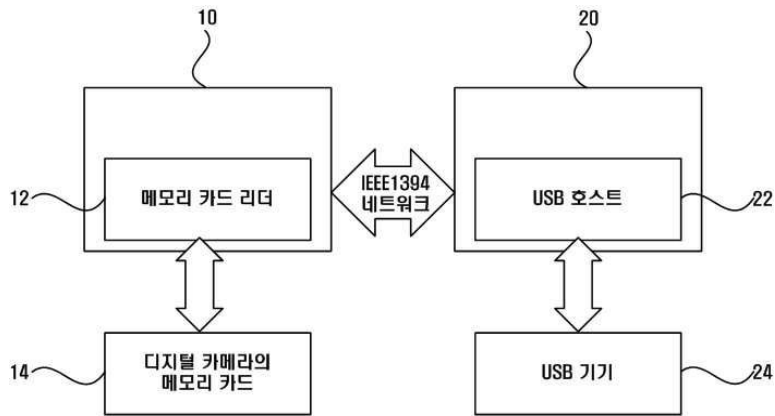 10
20
12
메모리 카드 리더
IEEE1394
네트워크
USB 호스트
22
14
디지털 카메라의
메모리 카드
USB 기기
24